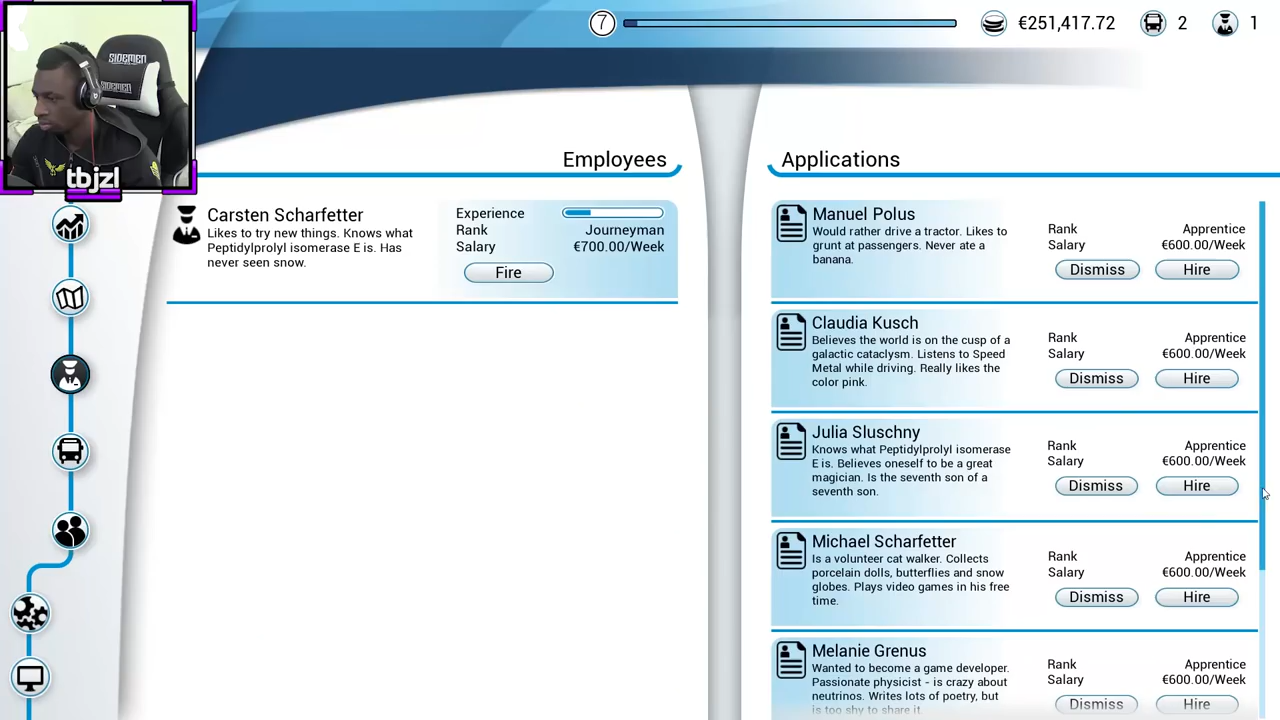 7
€251,417.72
2
1
SIDEMEN
tbjzl
Employees
Carsten Scharfetter
Likes to try new things. Knows what
Peptidylprolyl isomerase E is. Has
never seen snow.
Experience
Rank Journeyman
Salary €700.00/Week
Fire
Applications
Manuel Polus
Would rather drive a tractor. Likes to
grunt at passengers. Never ate a
banana.
Rank Apprentice
Salary €600.00/Week
Dismiss Hire
Claudia Kusch
Believes the world is on the cusp of a
galactic cataclysm. Listens to Speed
Metal while driving. Really likes the
color pink.
Rank Apprentice
Salary €600.00/Week
Dismiss Hire
Julia Sluschny
Knows what Peptidylprolyl isomerase
E is. Believes oneself to be a great
magician. Is the seventh son of a
seventh son.
Rank Apprentice
Salary €600.00/Week
Dismiss Hire
Michael Scharfetter
Is a volunteer cat walker. Collects
porcelain dolls, butterflies and snow
globes. Plays video games in his free
time.
Rank Apprentice
Salary €600.00/Week
Dismiss Hire
Melanie Grenus
Wanted to become a game developer.
Passionate physicist - is crazy about
neutrinos. Writes lots of poetry, but
is too shy to share it.
Rank Apprentice
Salary €600.00/Week
Dismiss Hire